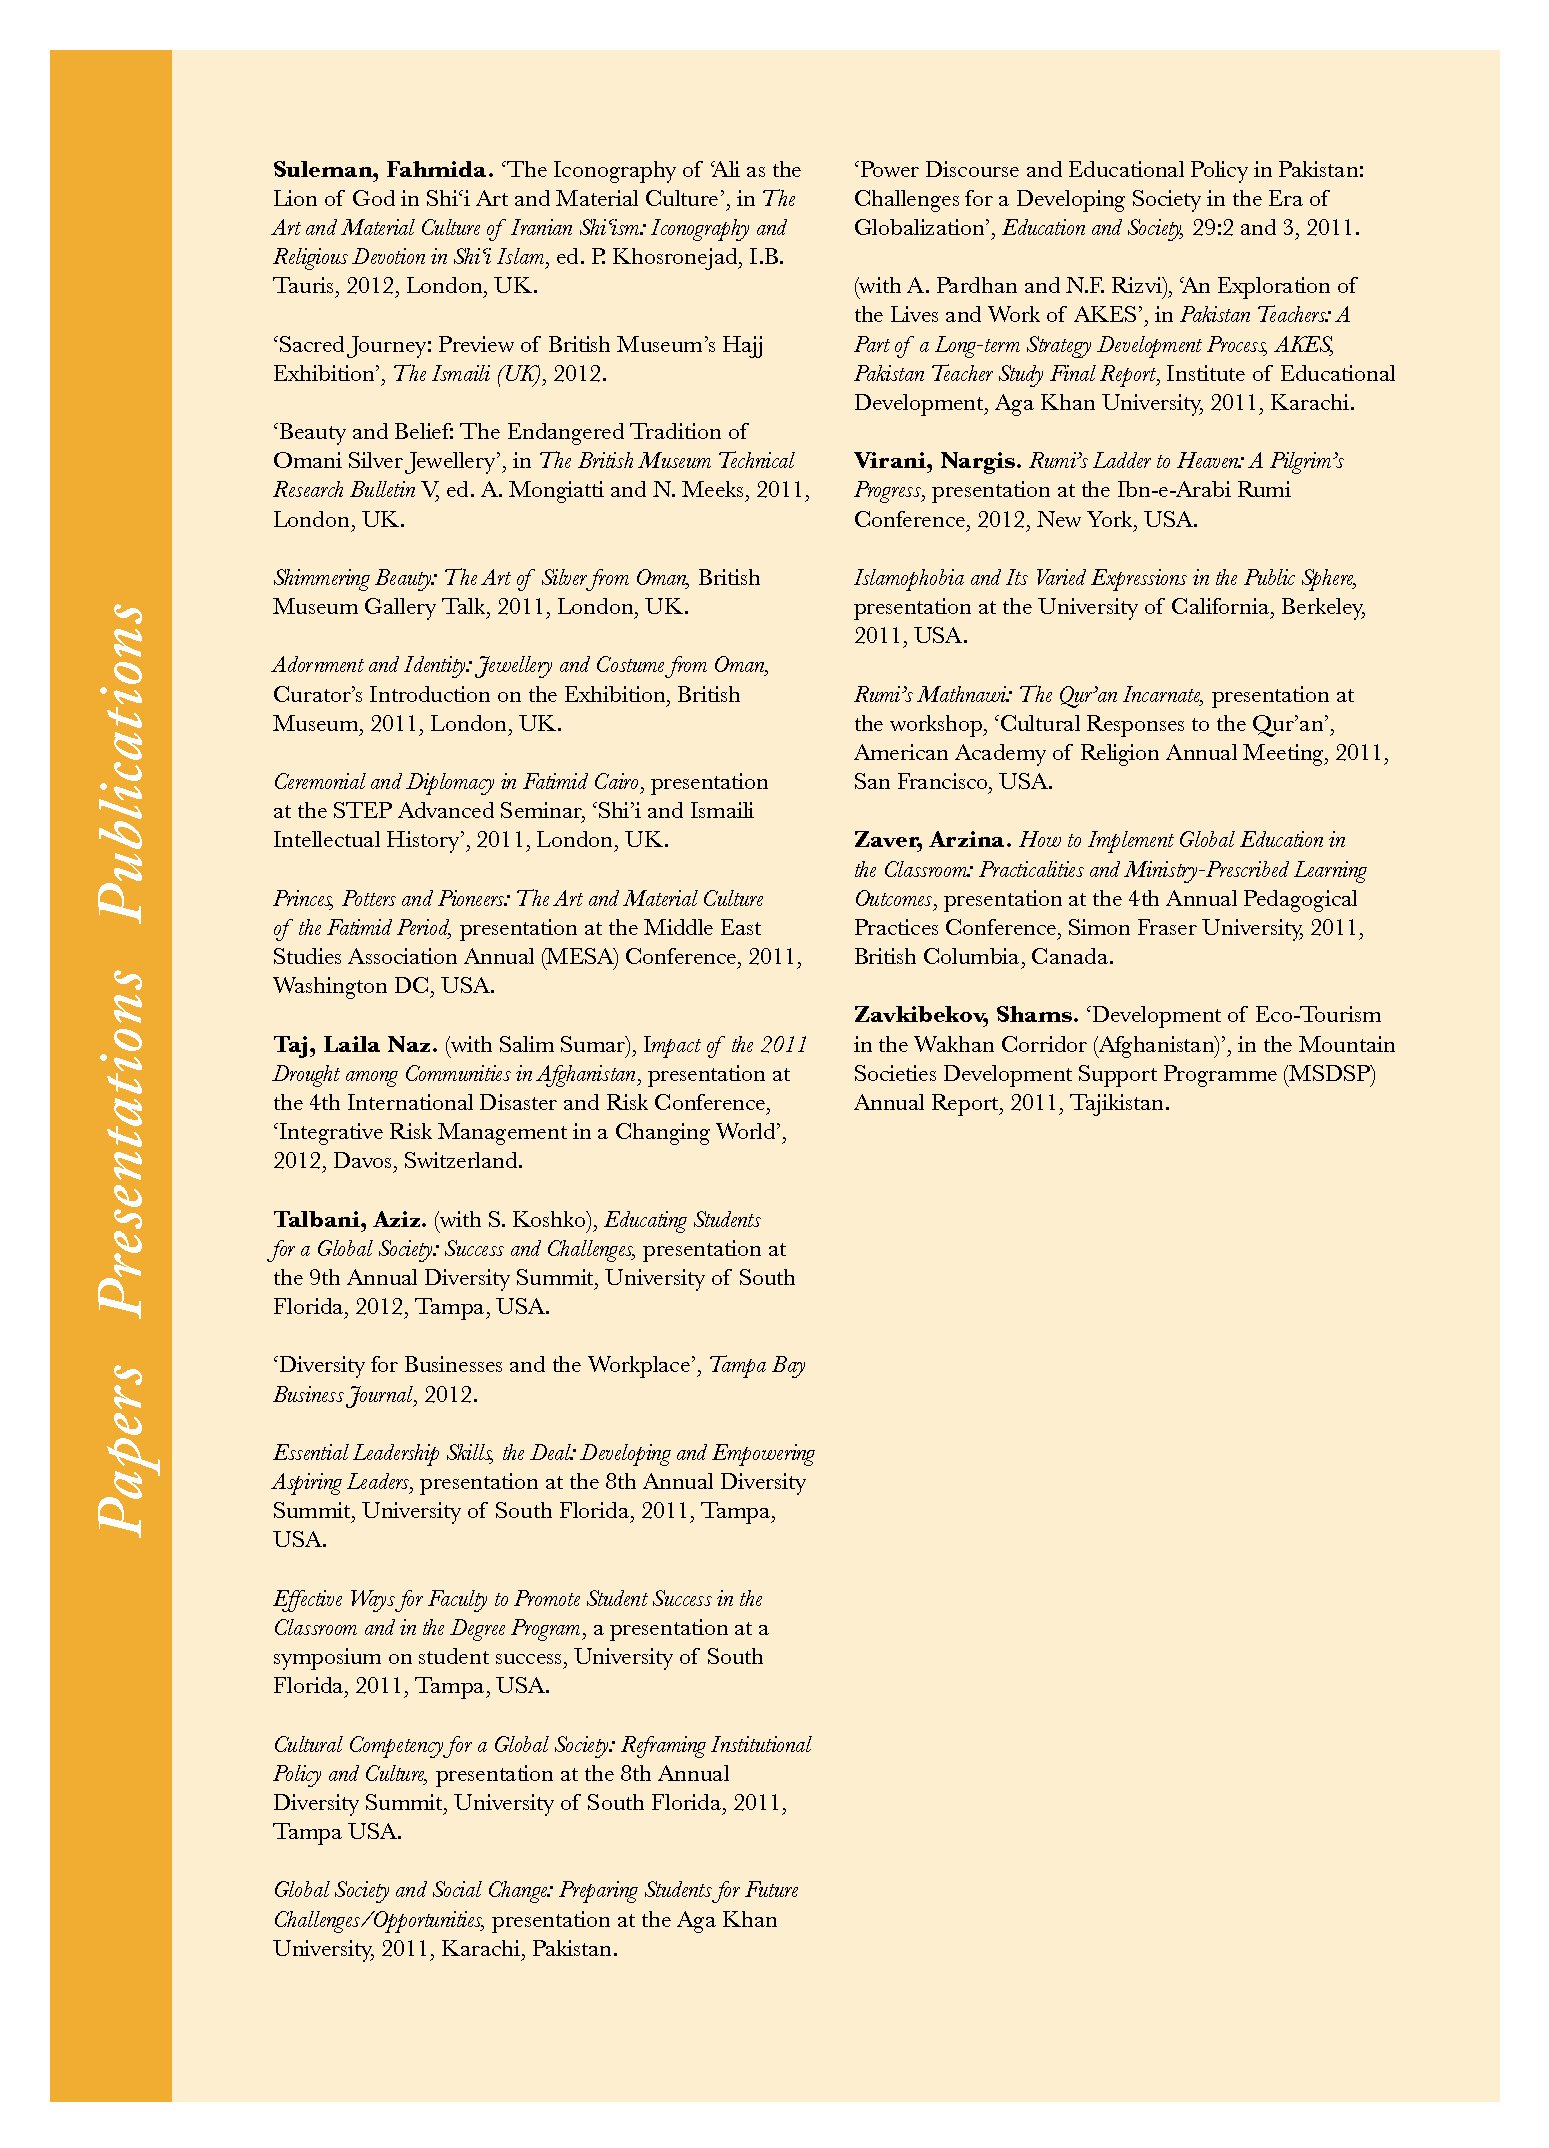 Papers Presentations Publications
Suleman, Fahmida. ‘The Iconography of ‘Ali as the
Lion of God in Shi‘i Art and Material Culture’, in The
Art and Material Culture of Iranian Shi‘ism: Iconography and
Religious Devotion in Shi‘i Islam, ed. P. Khosronejad, I.B.
Tauris, 2012, London, UK.
‘Sacred Journey: Preview of British Museum’s Hajj
Exhibition’, The Ismaili (UK), 2012.
‘Beauty and Belief: The Endangered Tradition of
Omani Silver Jewellery’, in The British Museum Technical
Research Bulletin V, ed. A. Mongiatti and N. Meeks, 2011,
London, UK.
Shimmering Beauty: The Art of Silver from Oman, British
Museum Gallery Talk, 2011, London, UK.
Adornment and Identity: Jewellery and Costume from Oman,
Curator’s Introduction on the Exhibition, British
Museum, 2011, London, UK.
Ceremonial and Diplomacy in Fatimid Cairo, presentation
at the STEP Advanced Seminar, ‘Shi’i and Ismaili
Intellectual History’, 2011, London, UK.
Princes, Potters and Pioneers: The Art and Material Culture
of the Fatimid Period, presentation at the Middle East
Studies Association Annual (MESA) Conference, 2011,
Washington DC, USA.
Taj, Laila Naz. (with Salim Sumar), Impact of the 2011
Drought among Communities in Afghanistan, presentation at
the 4th International Disaster and Risk Conference,
‘Integrative Risk Management in a Changing World’,
2012, Davos, Switzerland.
Talbani, Aziz. (with S. Koshko), Educating Students
for a Global Society: Success and Challenges, presentation at
the 9th Annual Diversity Summit, University of South
Florida, 2012, Tampa, USA.
‘Diversity for Businesses and the Workplace’, Tampa Bay
Business Journal, 2012.
Essential Leadership Skills, the Deal: Developing and Empowering
Aspiring Leaders, presentation at the 8th Annual Diversity
Summit, University of South Florida, 2011, Tampa,
USA.
Effective Ways for Faculty to Promote Student Success in the
Classroom and in the Degree Program, a presentation at a
symposium on student success, University of South
Florida, 2011, Tampa, USA.
Cultural Competency for a Global Society: Reframing Institutional
Policy and Culture, presentation at the 8th Annual
Diversity Summit, University of South Florida, 2011,
Tampa USA.
Global Society and Social Change: Preparing Students for Future
Challenges/Opportunities, presentation at the Aga Khan
University, 2011, Karachi, Pakistan.
‘Power Discourse and Educational Policy in Pakistan:
Challenges for a Developing Society in the Era of
Globalization’, Education and Society, 29:2 and 3, 2011.
(with A. Pardhan and N.F. Rizvi), ‘An Exploration of
the Lives and Work of AKES’, in Pakistan Teachers: A
Part of a Long-term Strategy Development Process, AKES,
Pakistan Teacher Study Final Report, Institute of Educational
Development, Aga Khan University, 2011, Karachi.
Virani, Nargis. Rumi’s Ladder to Heaven: A Pilgrim’s
Progress, presentation at the Ibn-e-Arabi Rumi
Conference, 2012, New York, USA.
Islamophobia and Its Varied Expressions in the Public Sphere,
presentation at the University of California, Berkeley,
2011, USA.
Rumi’s Mathnawi: The Qur’an Incarnate, presentation at
the workshop, ‘Cultural Responses to the Qur’an’,
American Academy of Religion Annual Meeting, 2011,
San Francisco, USA.
Zaver, Arzina. How to Implement Global Education in
the Classroom: Practicalities and Ministry-Prescribed Learning
Outcomes, presentation at the 4th Annual Pedagogical
Practices Conference, Simon Fraser University, 2011,
British Columbia, Canada.
Zavkibekov, Shams. ‘Development of Eco-Tourism
in the Wakhan Corridor (Afghanistan)’, in the Mountain
Societies Development Support Programme (MSDSP)
Annual Report, 2011, Tajikistan.